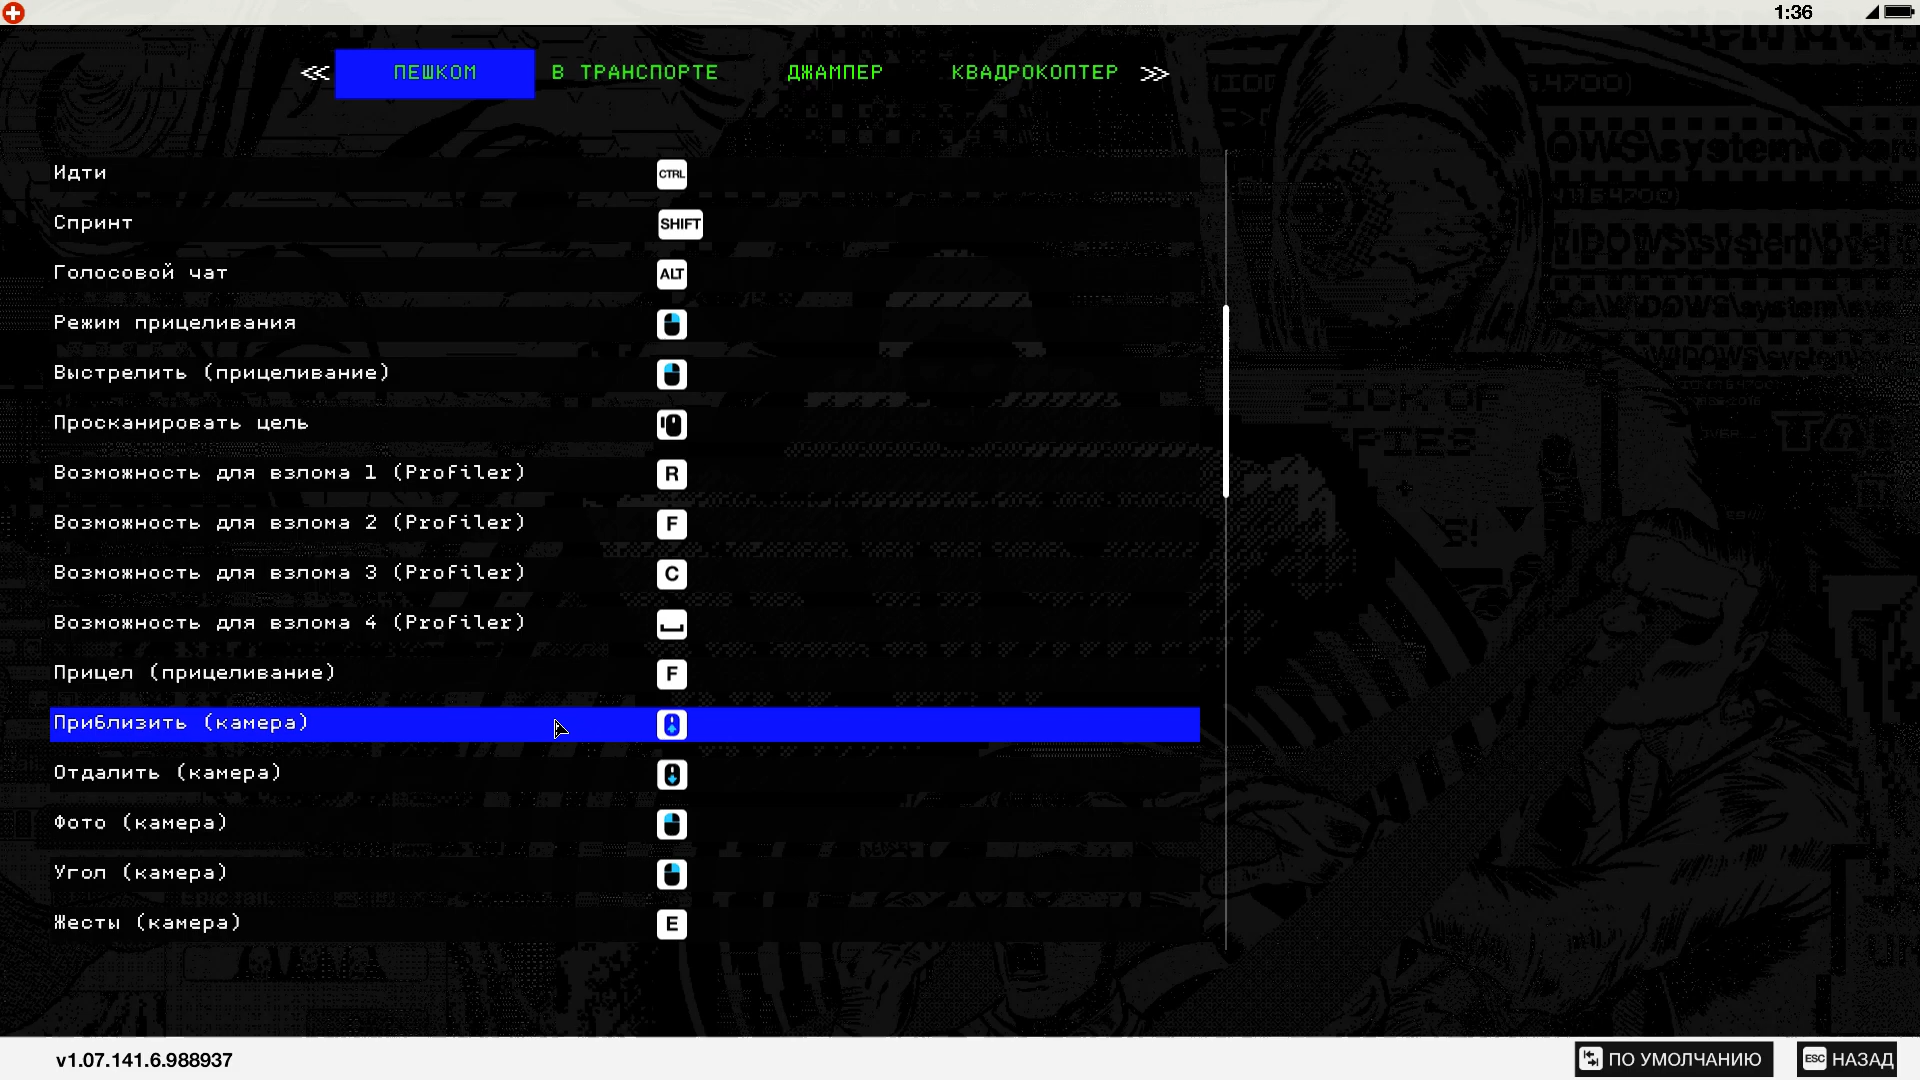 1:36
ПЕШКОМ В ТРАНСПОРТЕ ДЖАМПЕР КВАДРОКОПТЕР
Идти CTRL
Спринт SHIFT
Голосовой чат ALT
Режим прицеливания
Выстрелить (прицеливание)
Просканировать цель
Возможность для взлома 1 (Profiler) R
Возможность для взлома 2 (Profiler) F
Возможность для взлома 3 (Profiler) C
Возможность для взлома 4 (Profiler)
Прицел (прицеливание) F
Приблизить (камера)
Отдалить (камера)
Фото (камера)
Угол (камера)
Жесты (камера) E
v1.07.141.6.988937
ПО УМОЛЧАНИЮ
ESC НАЗАД